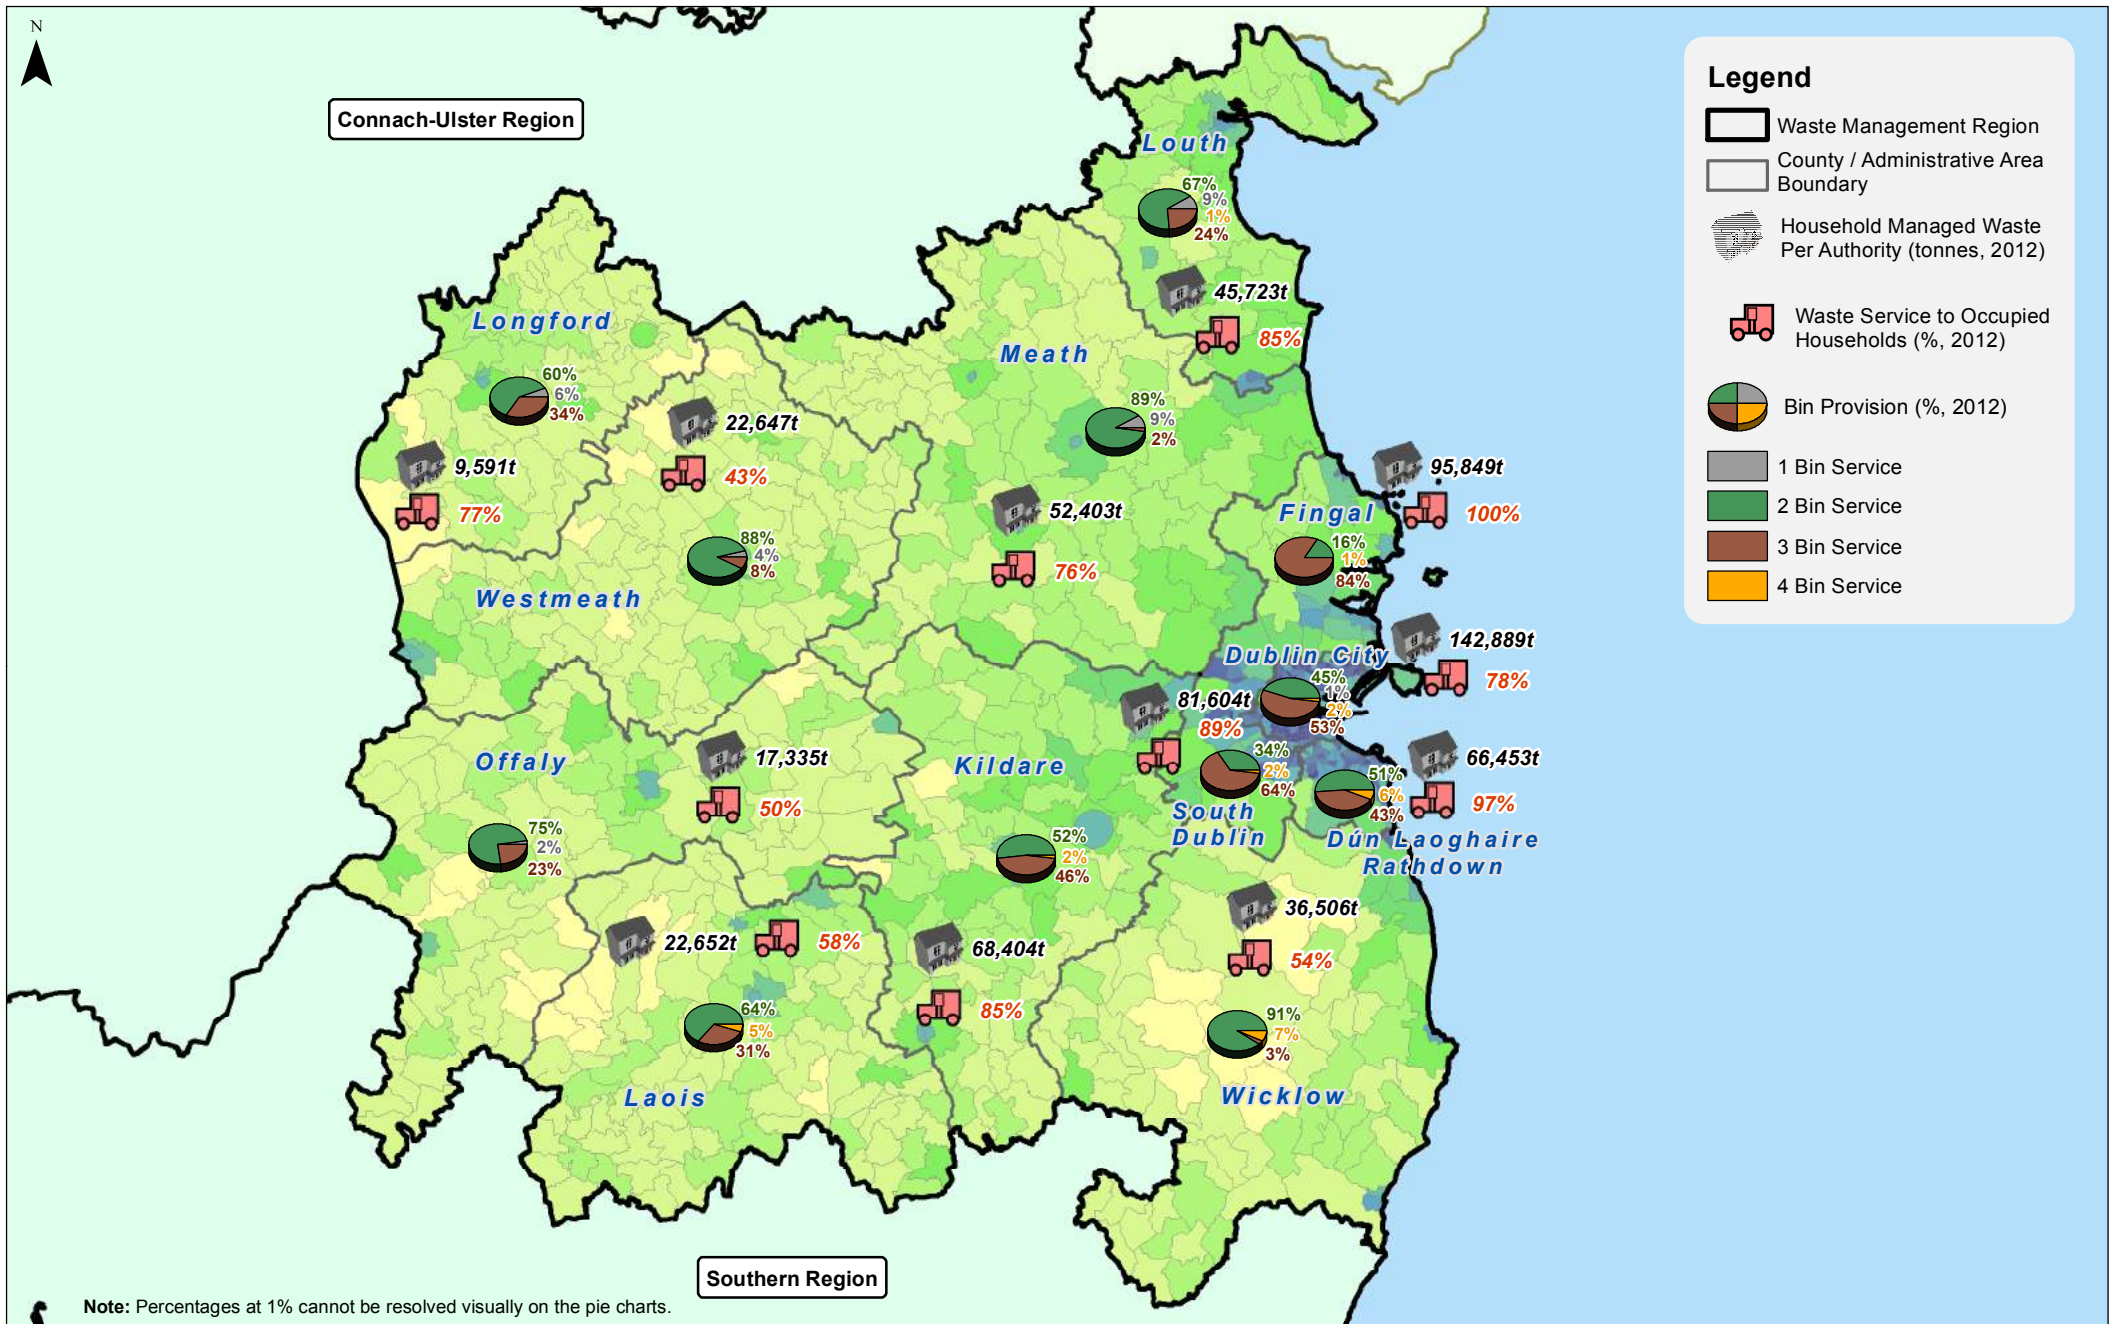 N
Connach-Ulster Region
Louth
67%
9%
1%
24%
45,723t
85%
Longford
60%
6%
34%
9,591t
77%
22,647t
43%
88%
4%
8%
Westmeath
Meath
89%
9%
2%
52,403t
76%
95,849t
100%
Fingal
16%
1%
84%
142,889t
78%
Dublin City
45%
1%
2%
53%
81,604t
89%
34%
2%
64%
South
Dublin
66,453t
97%
51%
6%
43%
Dún Laoghaire
Rathdown
Offaly
17,335t
50%
75%
2%
23%
Kildare
52%
2%
46%
68,404t
85%
22,652t
58%
64%
5%
31%
Laois
36,506t
54%
91%
7%
3%
Wicklow
Southern Region
Note: Percentages at 1% cannot be resolved visually on the pie charts.
Legend
Waste Management Region
County / Administrative Area
Boundary
Household Managed Waste
Per Authority (tonnes, 2012)
Waste Service to Occupied
Households (%, 2012)
Bin Provision (%, 2012)
1 Bin Service
2 Bin Service
3 Bin Service
4 Bin Service